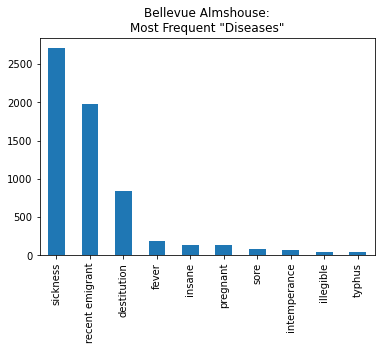 Bellevue Almshouse:
Most Frequent "Diseases"
2500
2000
1500
1000
500
0
sickness
recent emigrant
destitution
fever
insane
pregnant
sore
intemperance
illegible
typhus